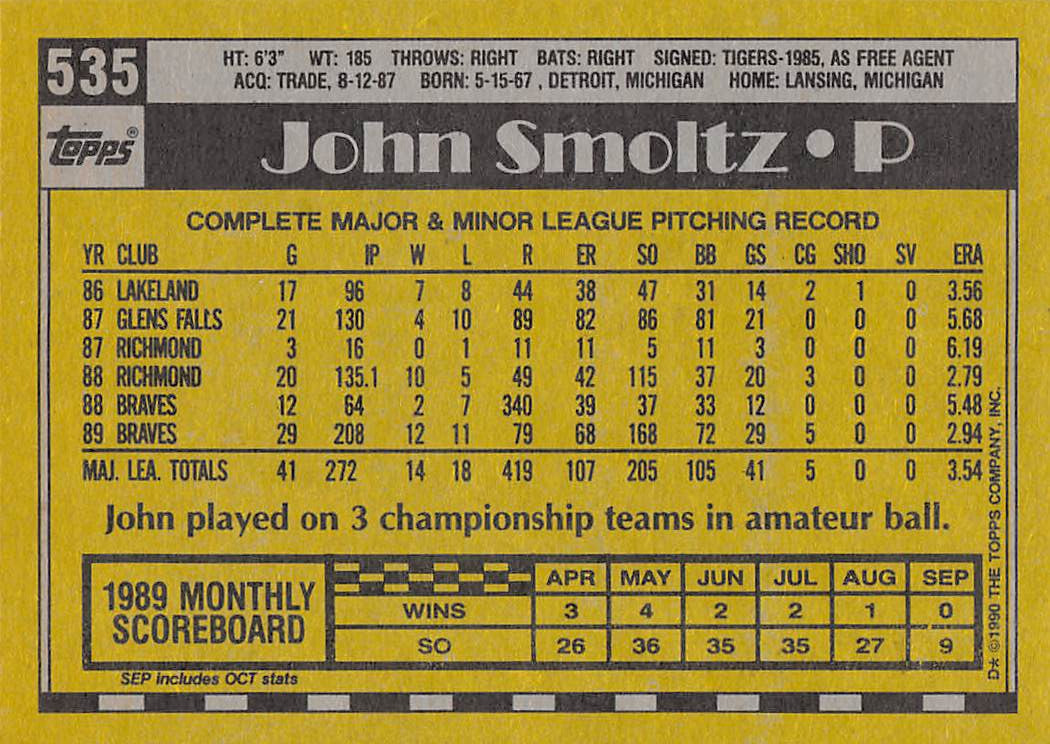 535
HT: 6'3" WT: 185 THROWS: RIGHT BATS: RIGHT SIGNED: TIGERS-1985, AS FREE AGENT
ACQ: TRADE, 8-12-87 BORN: 5-15-67 , DETROIT, MICHIGAN HOME: LANSING, MICHIGAN
topps®
John Smoltz • P
COMPLETE MAJOR & MINOR LEAGUE PITCHING RECORD
YR CLUB G IP W L R ER SO BB GS CG SHO SV ERA
86 LAKELAND 17 96 7 8 44 38 47 31 14 2 1 0 3.56
87 GLENS FALLS 21 130 4 10 89 82 86 81 21 0 0 0 5.68
87 RICHMOND 3 16 0 1 11 11 5 11 3 0 0 0 6.19
88 RICHMOND 20 135.1 10 5 49 42 115 37 20 3 0 0 2.79
88 BRAVES 12 64 2 7 340 39 37 33 12 0 0 0 5.48
89 BRAVES 29 208 12 11 79 68 168 72 29 5 0 0 2.94
MAJ. LEA. TOTALS 41 272 14 18 419 107 205 105 41 5 0 0 3.54
John played on 3 championship teams in amateur ball.
1989 MONTHLY
SCOREBOARD
APR MAY JUN JUL AUG SEP
WINS 3 4 2 2 1 0
SO 26 36 35 35 27 9
SEP includes OCT stats
D* ©1990 THE TOPPS COMPANY, INC.